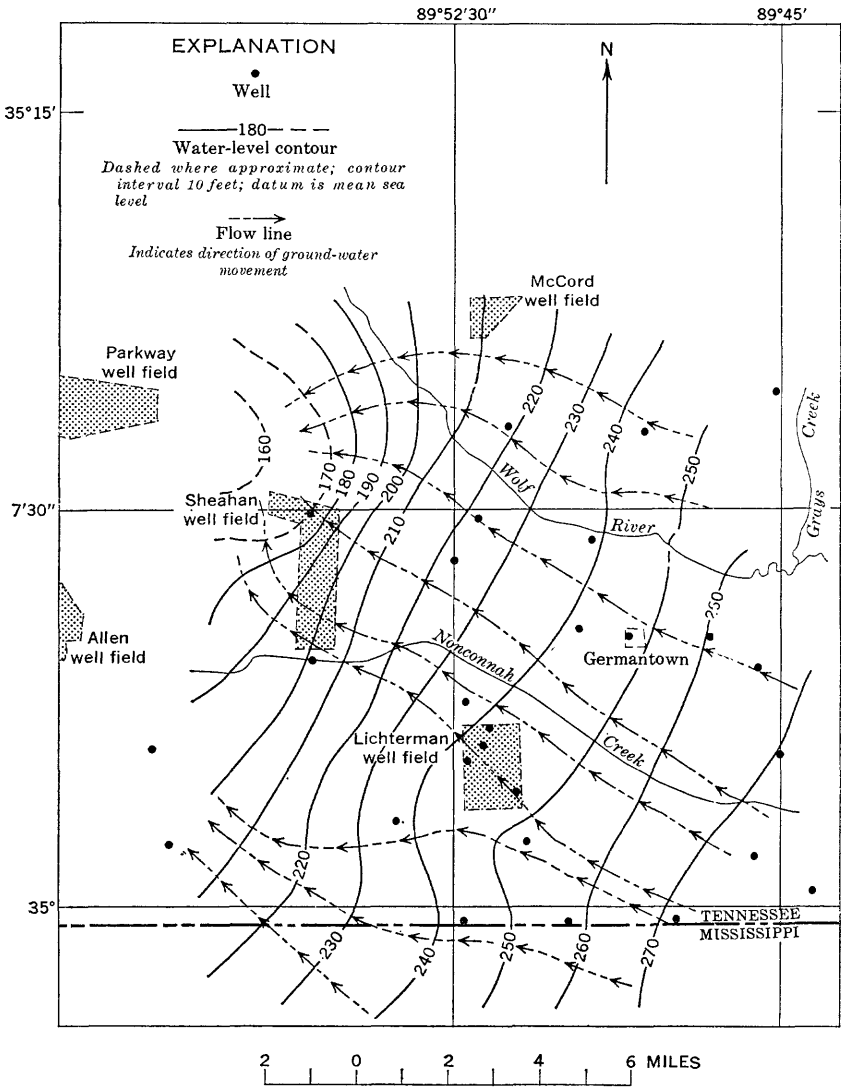 89°52'30"
89°45'
EXPLANATION
Well
180
Water-level contour
Dashed where approximate; contour
interval 10 feet; datum is mean sea
level
Flow line
Indicates direction of ground-water
movement
N
35°15'
McCord
well field
Parkway
well field
220
230
240
250
160
170
180
190
200
210
Wolf
River
Creek
Grays
Sheahan
well field
7'30"
260
Allen
well field
Nonconnah
Creek
Germantown
Lichterman
well field
220
35°
TENNESSEE
MISSISSIPPI
230
240
250
260
270
2 0 2 4 6 MILES